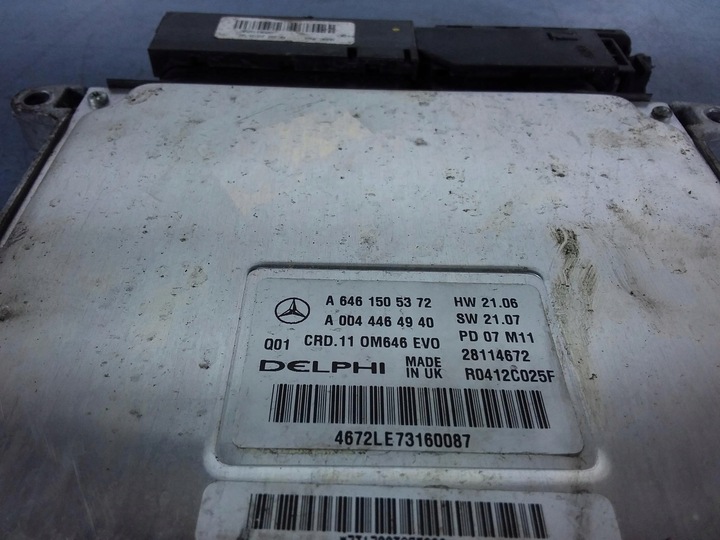 A 646 150 53 72 HW 21.06
A 004 446 49 40 SW 21.07
Q01 CRD.11 OM646 EVO PD 07 M11
DELPHI MADE IN UK 28114672
R0412C025F
4672LE73160087